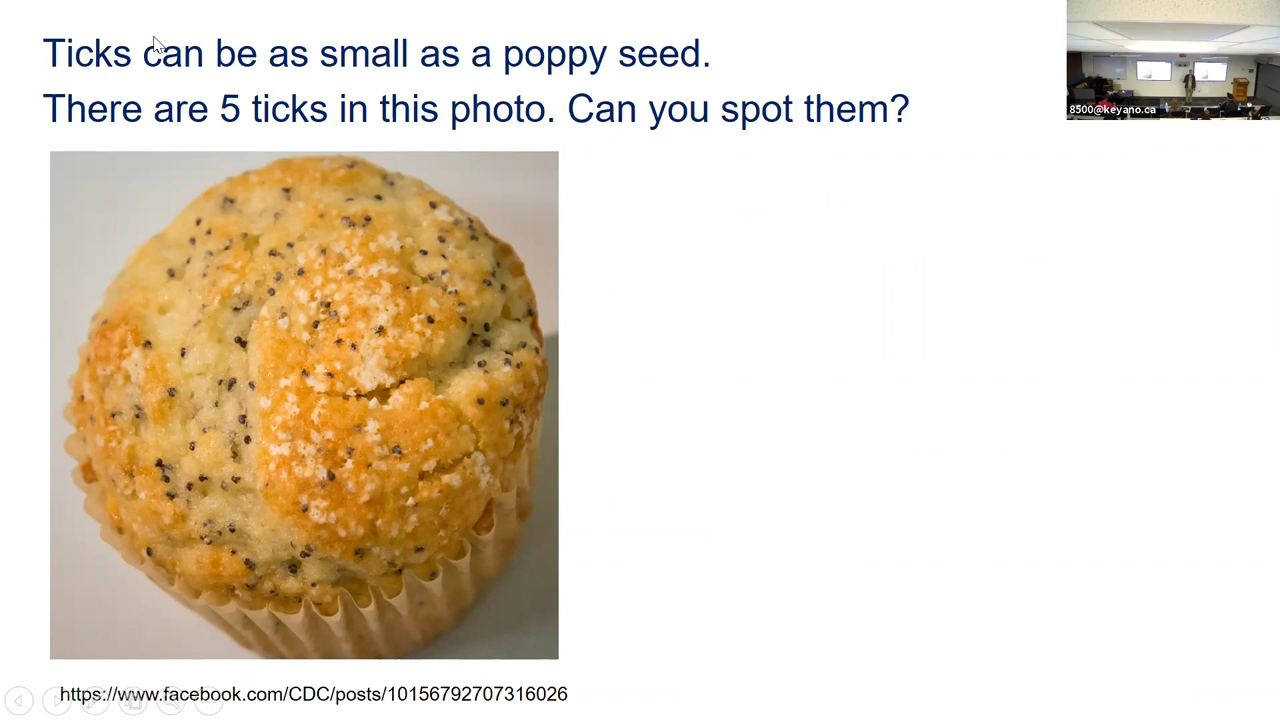 Ticks can be as small as a poppy seed.
There are 5 ticks in this photo. Can you spot them?
8500@keyano.ca
https://www.facebook.com/CDC/posts/10156792707316026